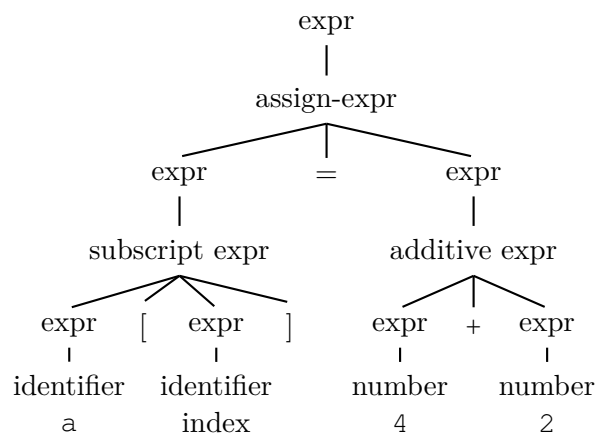 expr
assign-expr
expr = expr
subscript expr additive expr
expr [ expr ] expr + expr
identifier identifier number number
a index 4 2